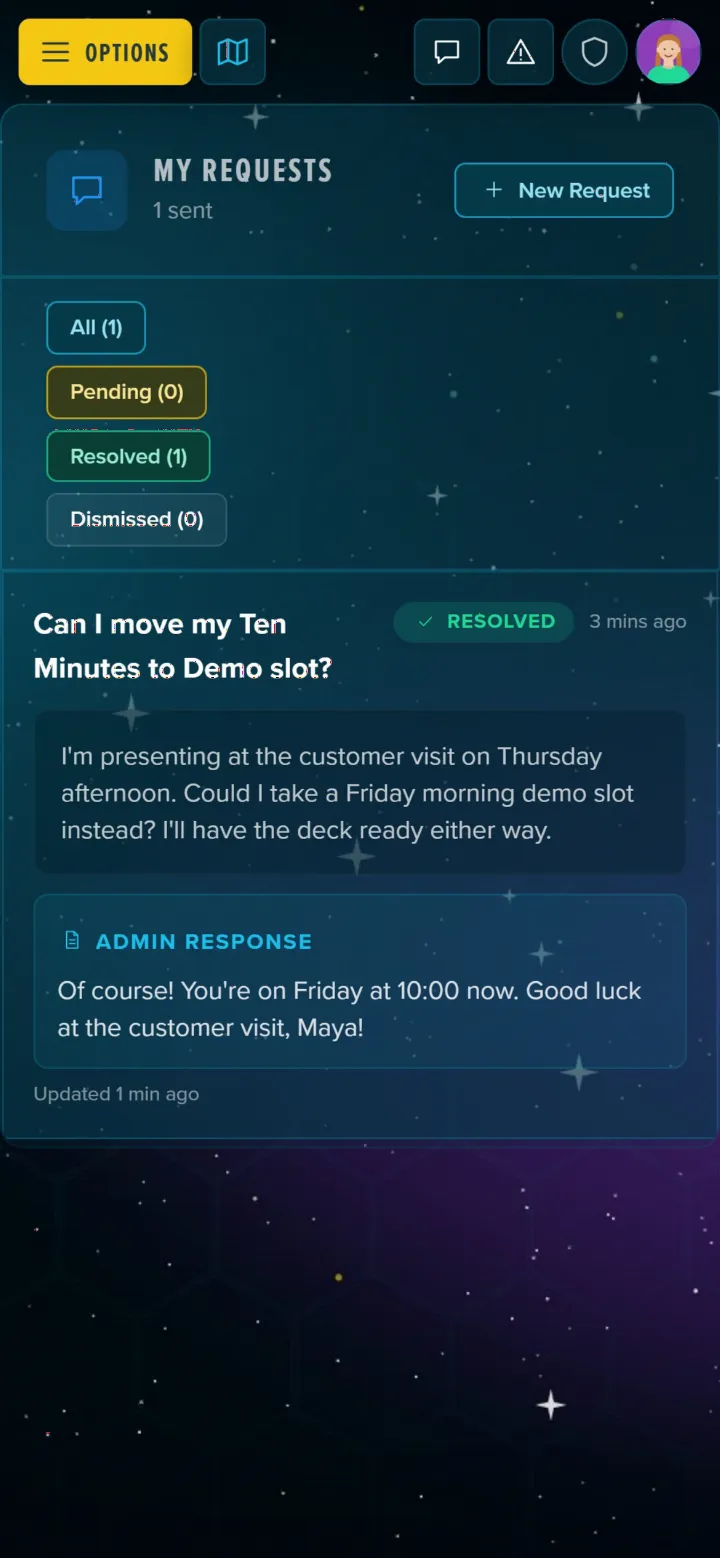 OPTIONS
MY REQUESTS
1 sent
New Request
All (1)
Pending (0)
Resolved (1)
Dismissed (0)
Can I move my Ten
Minutes to Demo slot?
RESOLVED
3 mins ago
I'm presenting at the customer visit on Thursday
afternoon. Could I take a Friday morning demo slot
instead? I'll have the deck ready either way.
ADMIN RESPONSE
Of course! You're on Friday at 10:00 now. Good luck
at the customer visit, Maya!
Updated 1 min ago